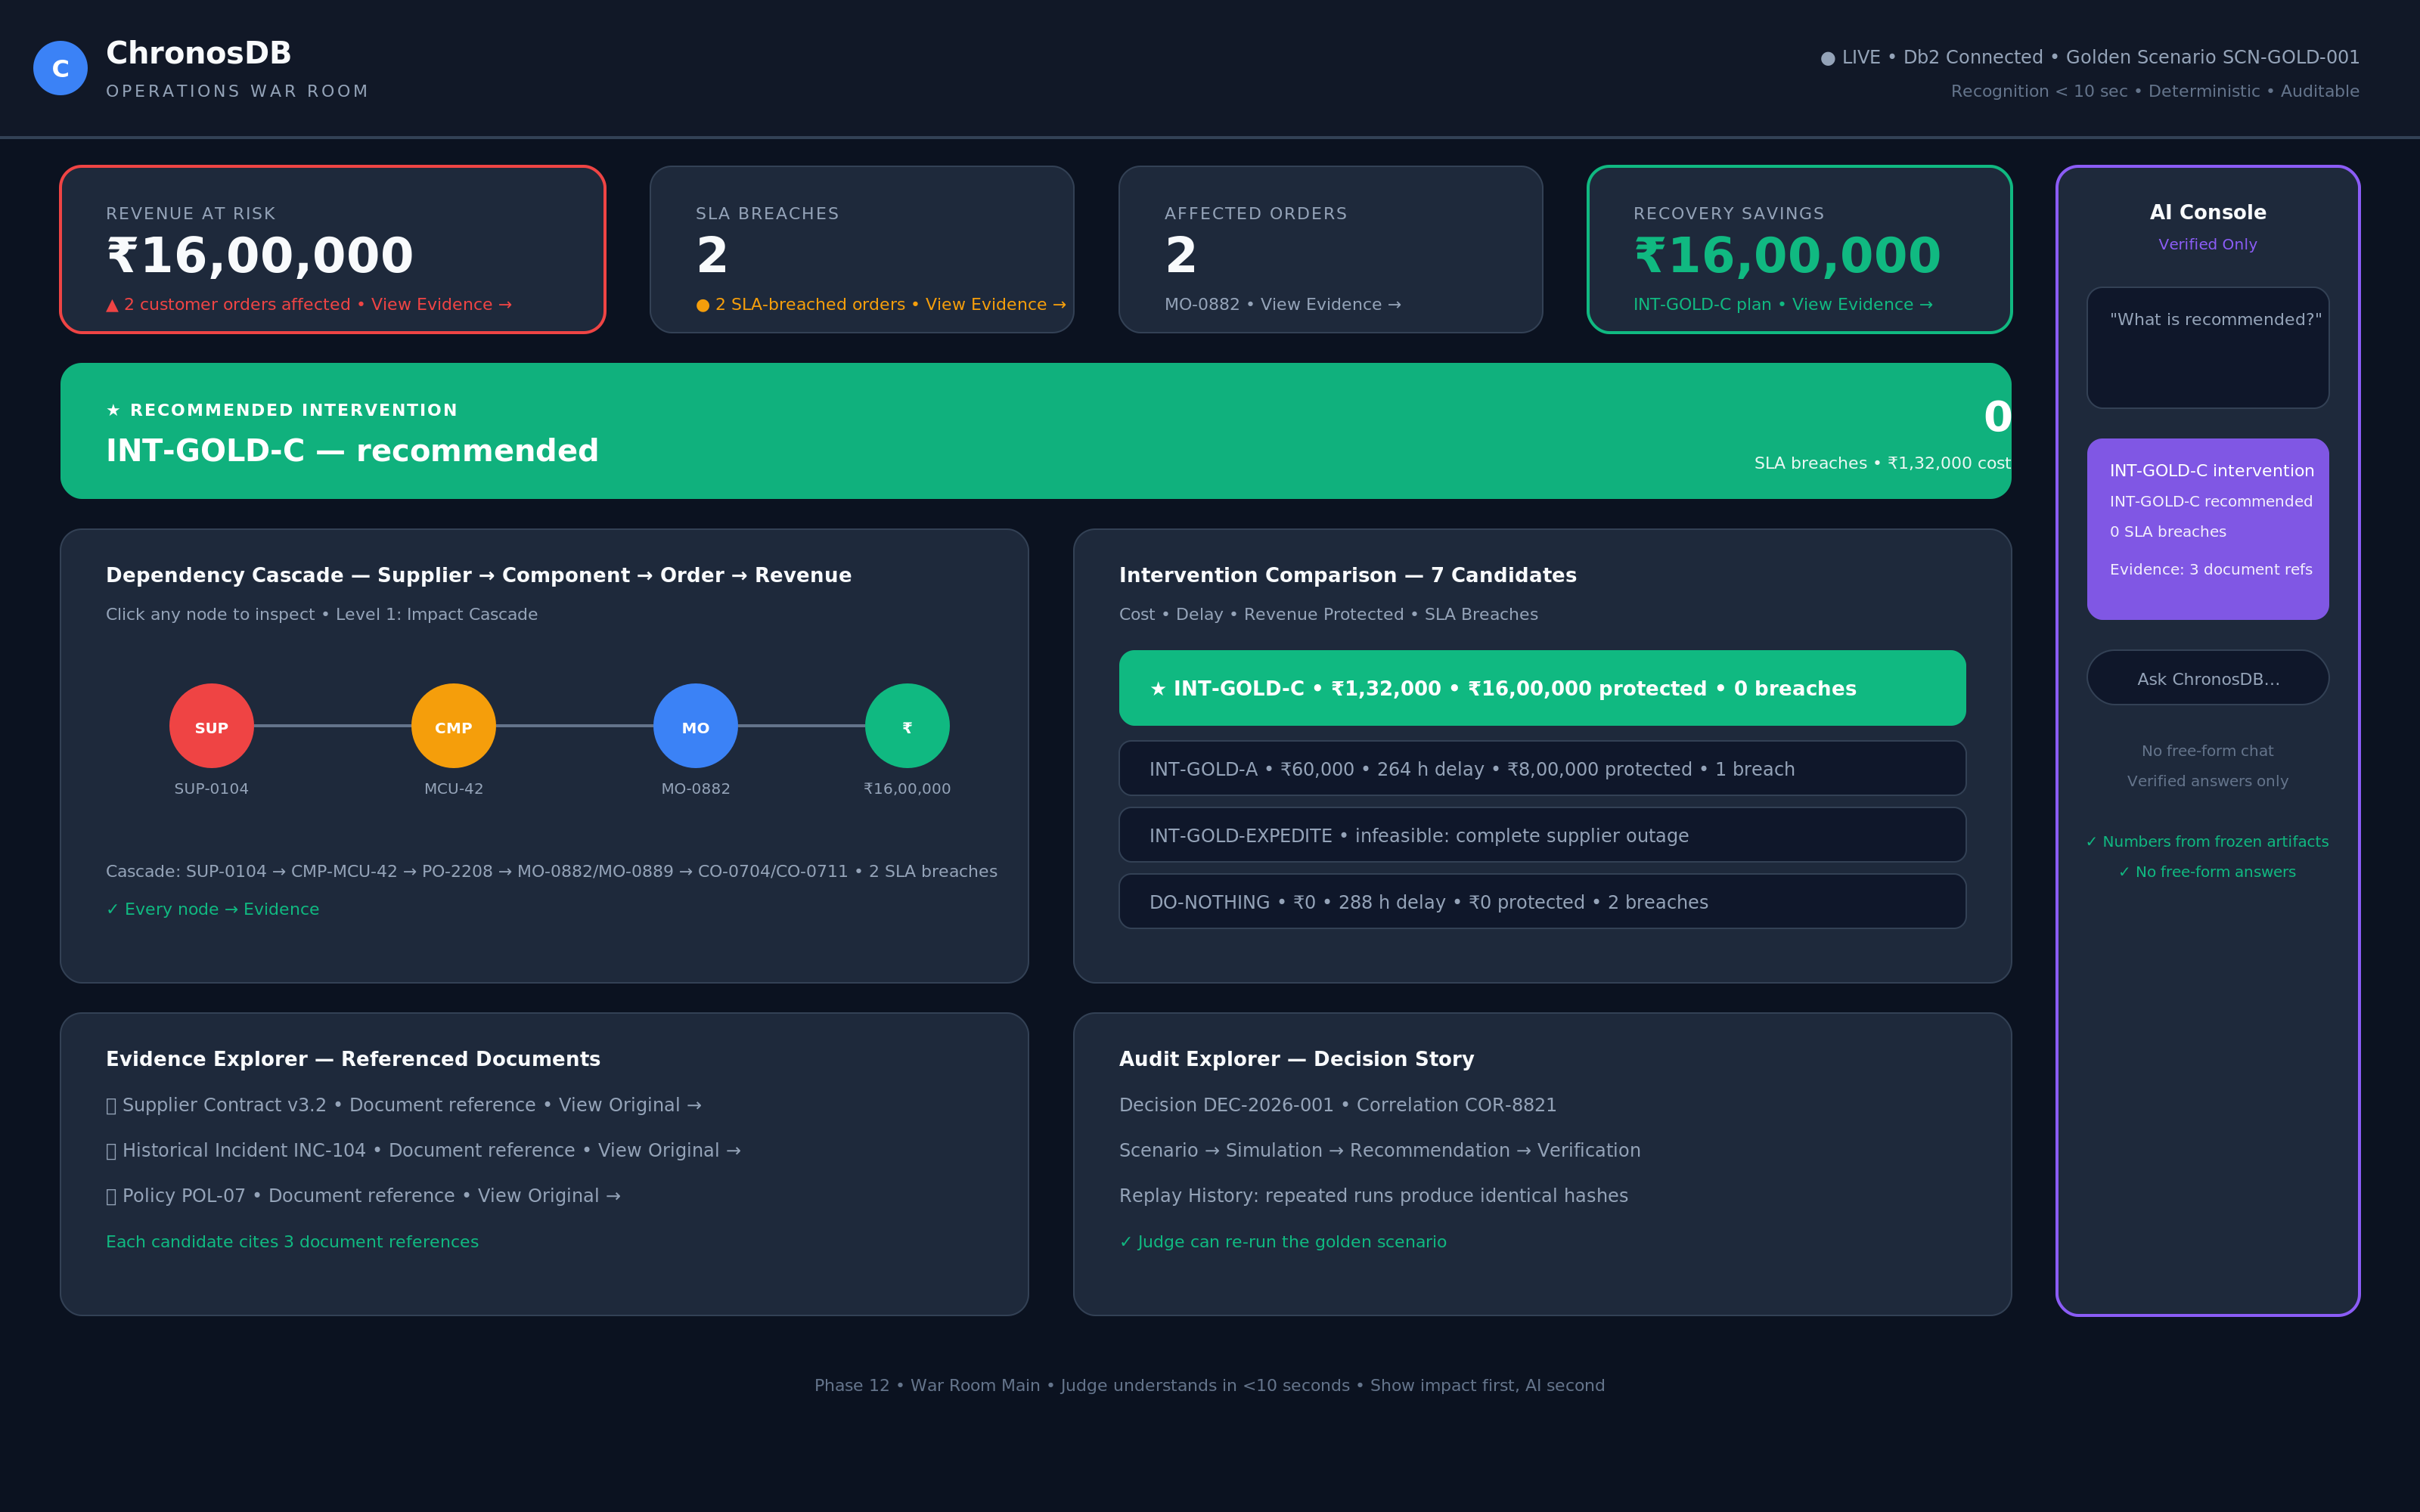 C
ChronosDB
OPERATIONS WAR ROOM
● LIVE • Db2 Connected • Golden Scenario SCN-GOLD-001
Recognition < 10 sec • Deterministic • Auditable
REVENUE AT RISK
₹16,00,000
▲ 2 customer orders affected • View Evidence →
SLA BREACHES
2
● 2 SLA-breached orders • View Evidence →
AFFECTED ORDERS
2
MO-0882 • View Evidence →
RECOVERY SAVINGS
₹16,00,000
INT-GOLD-C plan • View Evidence →
★ RECOMMENDED INTERVENTION
INT-GOLD-C — recommended
0
SLA breaches • ₹1,32,000 cost
Dependency Cascade — Supplier → Component → Order → Revenue
Click any node to inspect • Level 1: Impact Cascade
SUP
CMP
MO
₹
SUP-0104
MCU-42
MO-0882
₹16,00,000
Cascade: SUP-0104 → CMP-MCU-42 → PO-2208 → MO-0882/MO-0889 → CO-0704/CO-0711 • 2 SLA breaches
✓ Every node → Evidence
Intervention Comparison — 7 Candidates
Cost • Delay • Revenue Protected • SLA Breaches
★ INT-GOLD-C • ₹1,32,000 • ₹16,00,000 protected • 0 breaches
INT-GOLD-A • ₹60,000 • 264 h delay • ₹8,00,000 protected • 1 breach
INT-GOLD-EXPEDITE • infeasible: complete supplier outage
DO-NOTHING • ₹0 • 288 h delay • ₹0 protected • 2 breaches
Evidence Explorer — Referenced Documents
Supplier Contract v3.2 • Document reference • View Original →
Historical Incident INC-104 • Document reference • View Original →
Policy POL-07 • Document reference • View Original →
Each candidate cites 3 document references
Audit Explorer — Decision Story
Decision DEC-2026-001 • Correlation COR-8821
Scenario → Simulation → Recommendation → Verification
Replay History: repeated runs produce identical hashes
✓ Judge can re-run the golden scenario
AI Console
Verified Only
"What is recommended?"
INT-GOLD-C intervention
INT-GOLD-C recommended
0 SLA breaches
Evidence: 3 document refs
Ask ChronosDB…
No free-form chat
Verified answers only
✓ Numbers from frozen artifacts
✓ No free-form answers
Phase 12 • War Room Main • Judge understands in <10 seconds • Show impact first, AI second